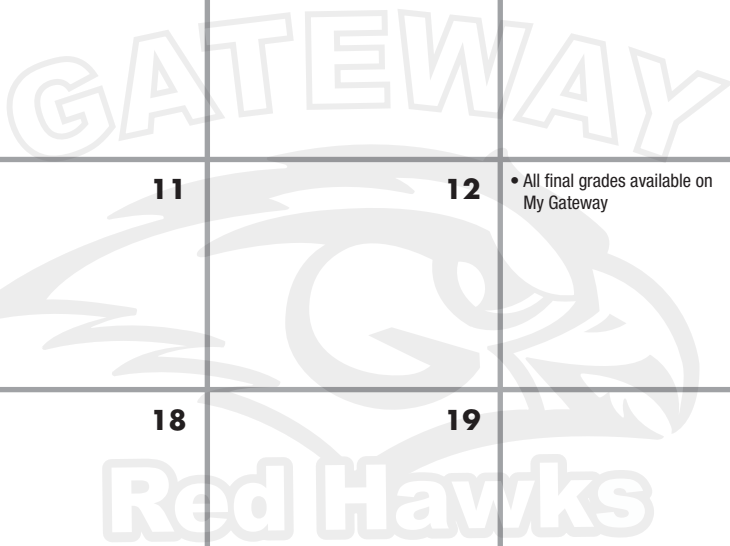 GATEWAY
11
12
• All final grades available on
My Gateway
18
19
Red Hawks